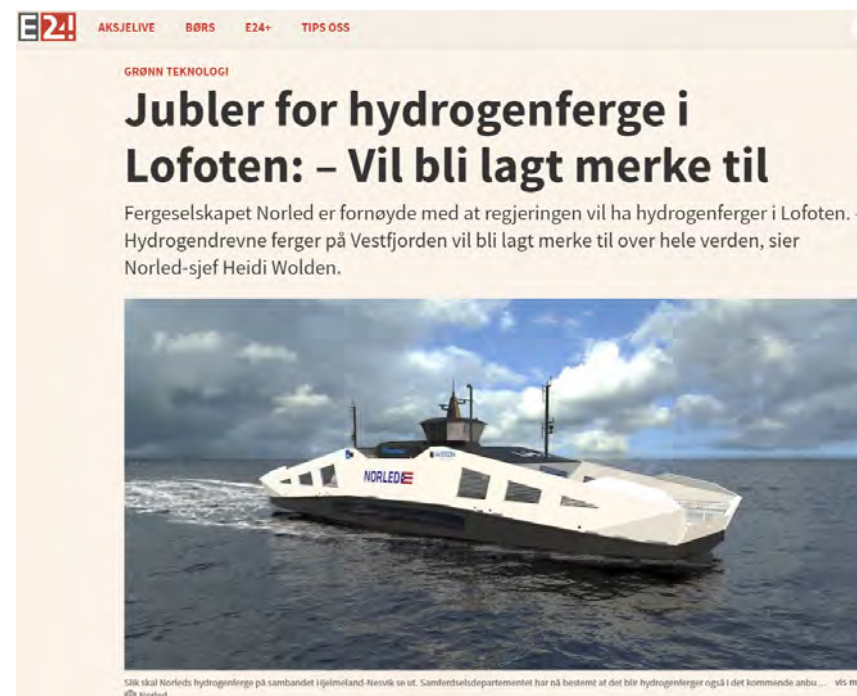 E24!
AKSJELIVE BØRS E24+ TIPS OSS
GRØNN TEKNOLOGI
Jubler for hydrogenferge i
Lofoten: – Vil bli lagt merke til
Fergeselskapet Norled er fornøyde med at regjeringen vil ha hydrogenferger i Lofoten. -
Hydrogendrevne ferger på Vestfjorden vil bli lagt merke til over hele verden, sier
Norled-sjef Heidi Wolden.
NORLED
Slik skal Norleds hydrogenferge på sambandet Hjelmeland-Nesvik se ut. Samferdselsdepartementet har nå bestemt at det blir hydrogenferger også i det kommende anbu... vis m
Norled